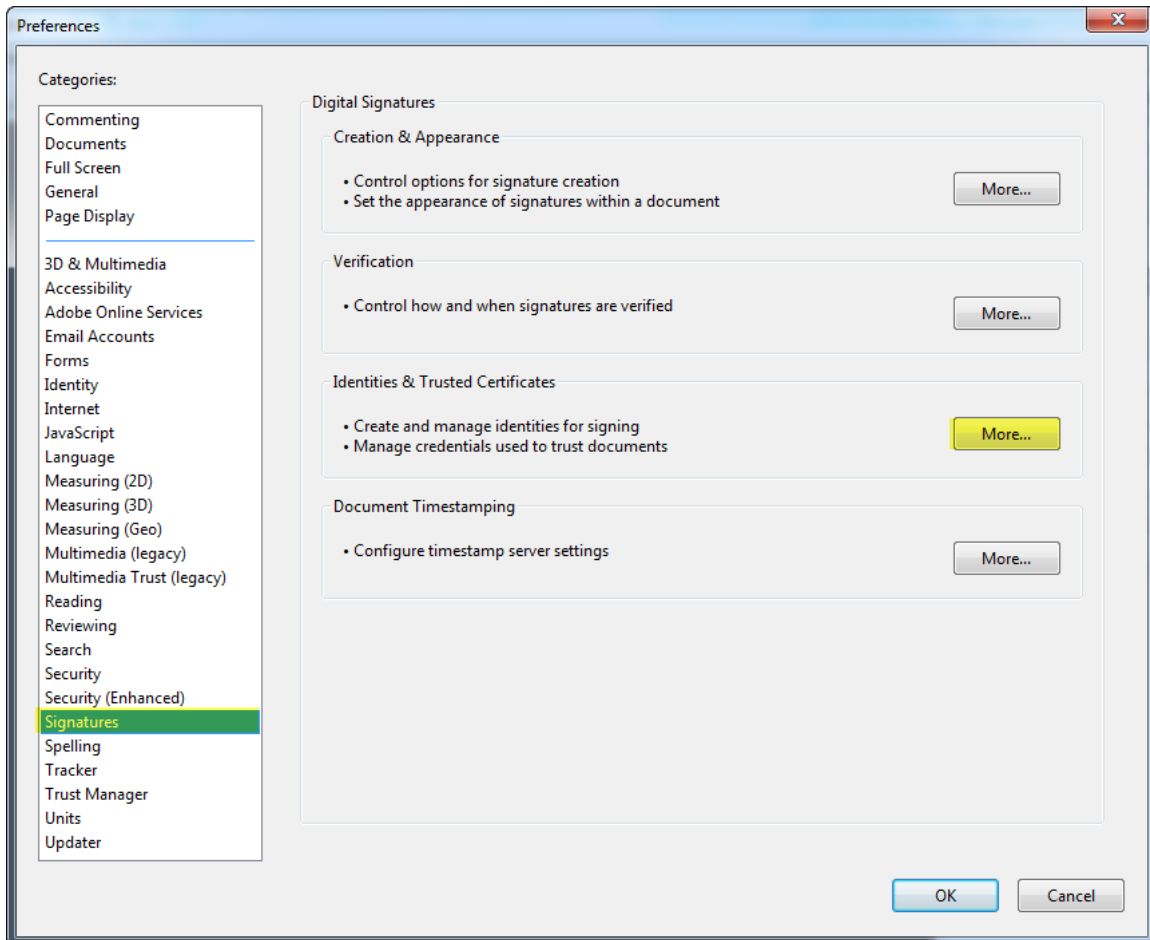 Preferences
Categories:
Commenting
Documents
Full Screen
General
Page Display
3D & Multimedia
Accessibility
Adobe Online Services
Email Accounts
Forms
Identity
Internet
JavaScript
Language
Measuring (2D)
Measuring (3D)
Measuring (Geo)
Multimedia (legacy)
Multimedia Trust (legacy)
Reading
Reviewing
Search
Security
Security (Enhanced)
Signatures
Spelling
Tracker
Trust Manager
Units
Updater
Digital Signatures
Creation & Appearance
• Control options for signature creation
• Set the appearance of signatures within a document
More...
Verification
• Control how and when signatures are verified
More...
Identities & Trusted Certificates
• Create and manage identities for signing
• Manage credentials used to trust documents
More...
Document Timestamping
• Configure timestamp server settings
More...
OK
Cancel